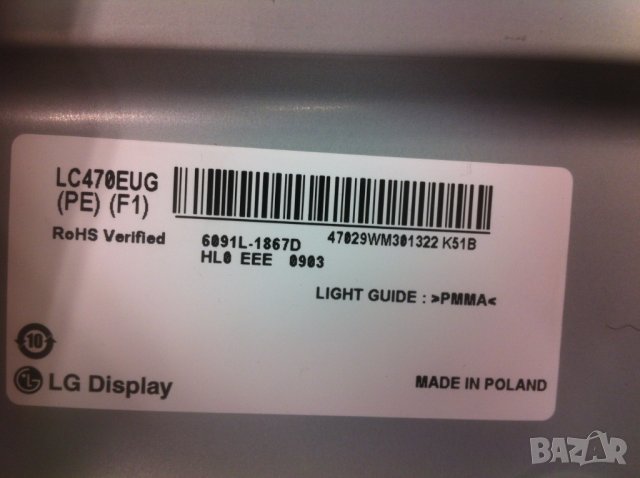 LC470EUG
(PE) (F1)
RoHS Verified
6091L-1867D
47029WM301322 K51B
HL0 EEE 0903
LIGHT GUIDE : >PMMA<
10
LG Display
MADE IN POLAND
BAZAR